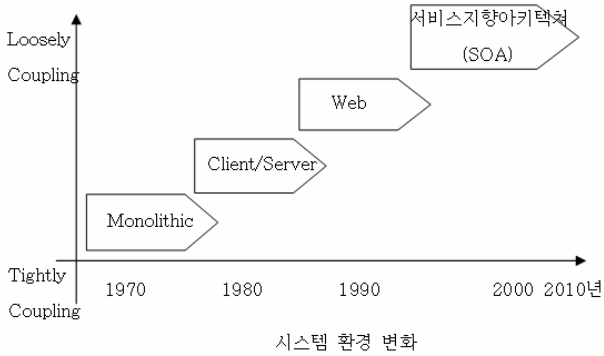 서비스지향아키텍처
(SOA)
Loosely
Coupling
Web
Client/Server
Monolithic
Tightly
Coupling
1970 1980 1990 2000 2010년
시스템 환경 변화